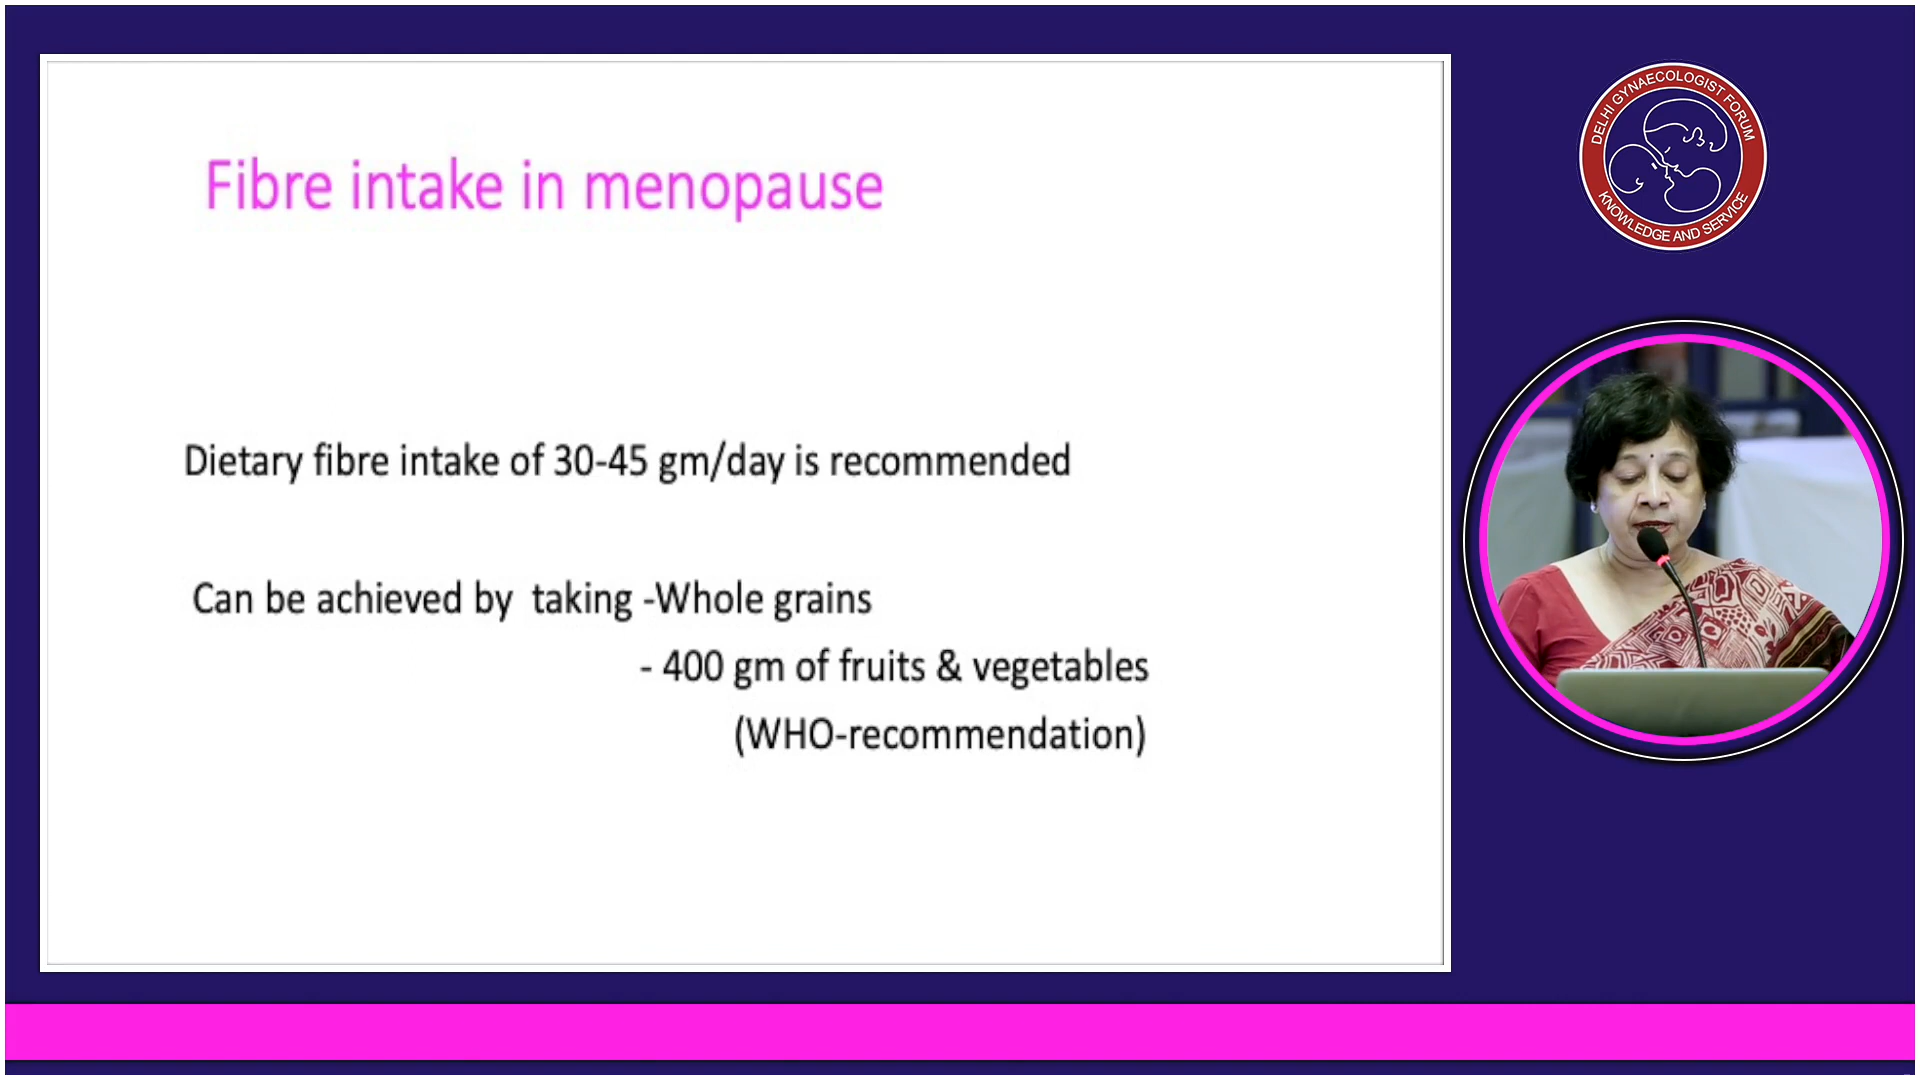 Fibre intake in menopause
Dietary fibre intake of 30-45 gm/day is recommended
Can be achieved by  taking -Whole grains
- 400 gm of fruits & vegetables
(WHO-recommendation)
DELHI GYNAECOLOGIST FORUM
KNOWLEDGE AND SERVICE